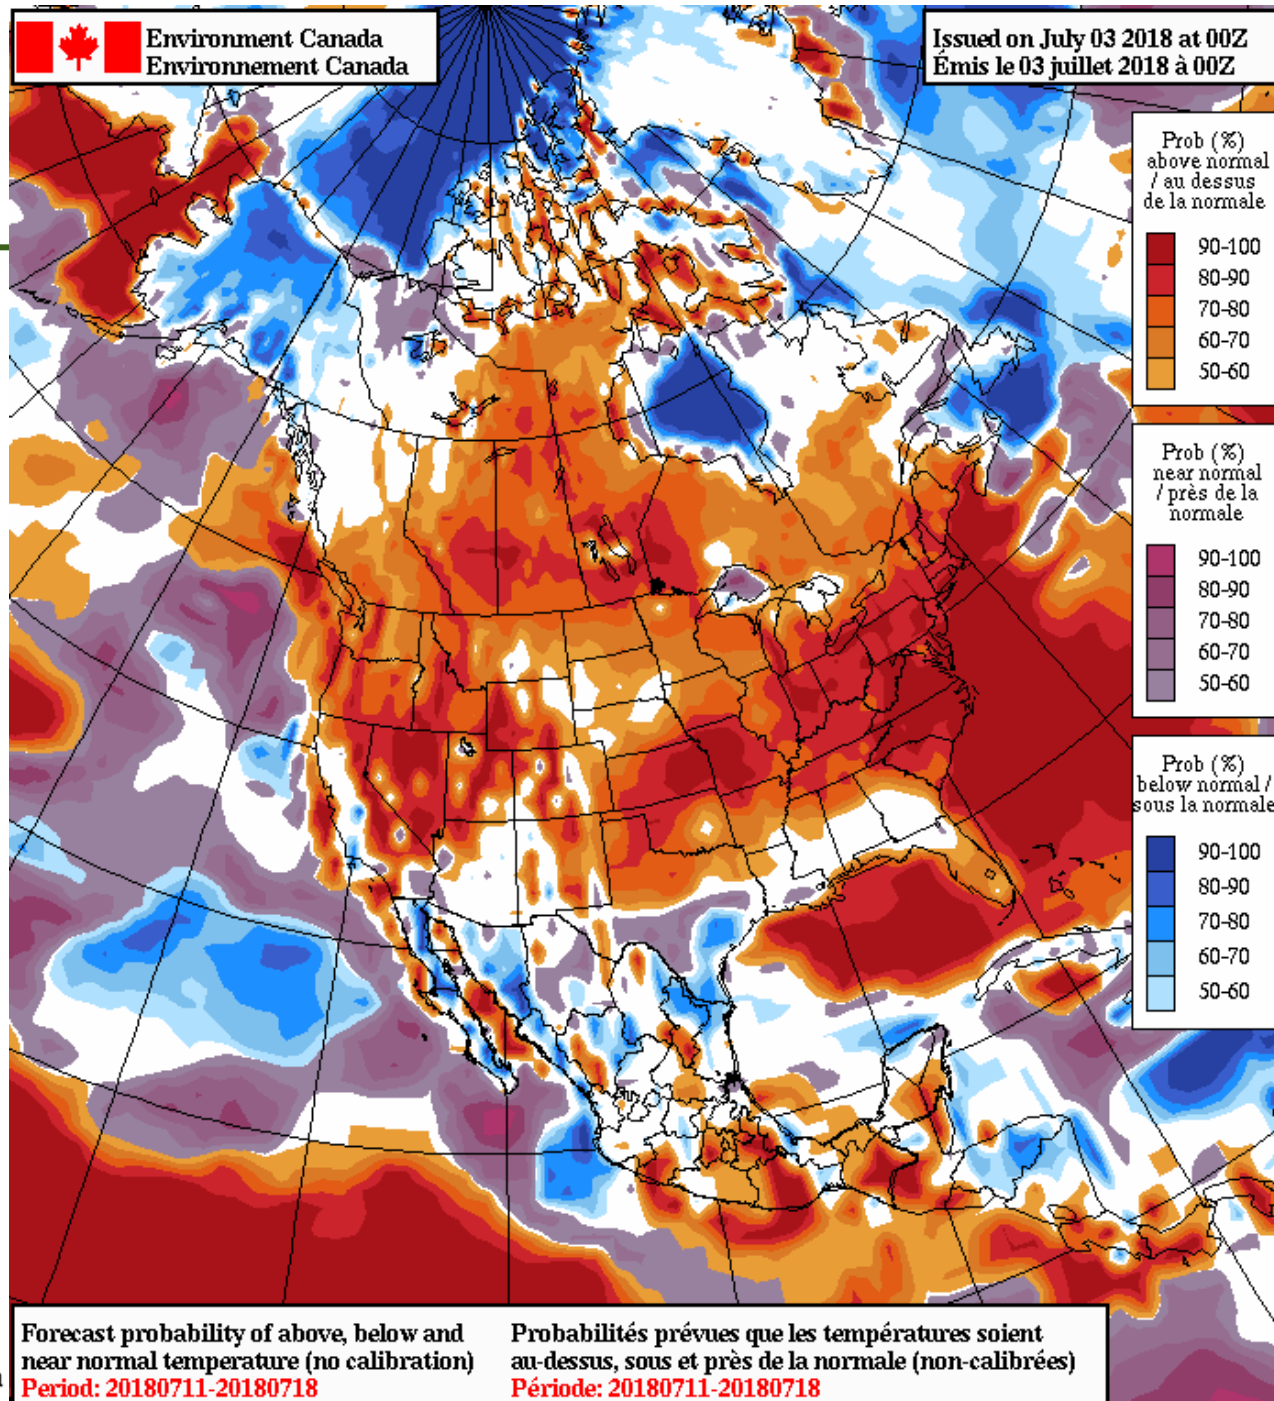 Environment Canada
Environnement Canada
Issued on July 03 2018 at 00Z
Émis le 03 juillet 2018 à 00Z
Prob (%)
above normal
/ au dessus
de la normale
90-100
80-90
70-80
60-70
50-60
Prob (%)
near normal
/ près de la
normale
90-100
80-90
70-80
60-70
50-60
Prob (%)
below normal /
sous la normale
90-100
80-90
70-80
60-70
50-60
Forecast probability of above, below and
near normal temperature (no calibration)
Period: 20180711-20180718
Probabilités prévues que les températures soient
au-dessus, sous et près de la normale (non-calibrées)
Période: 20180711-20180718